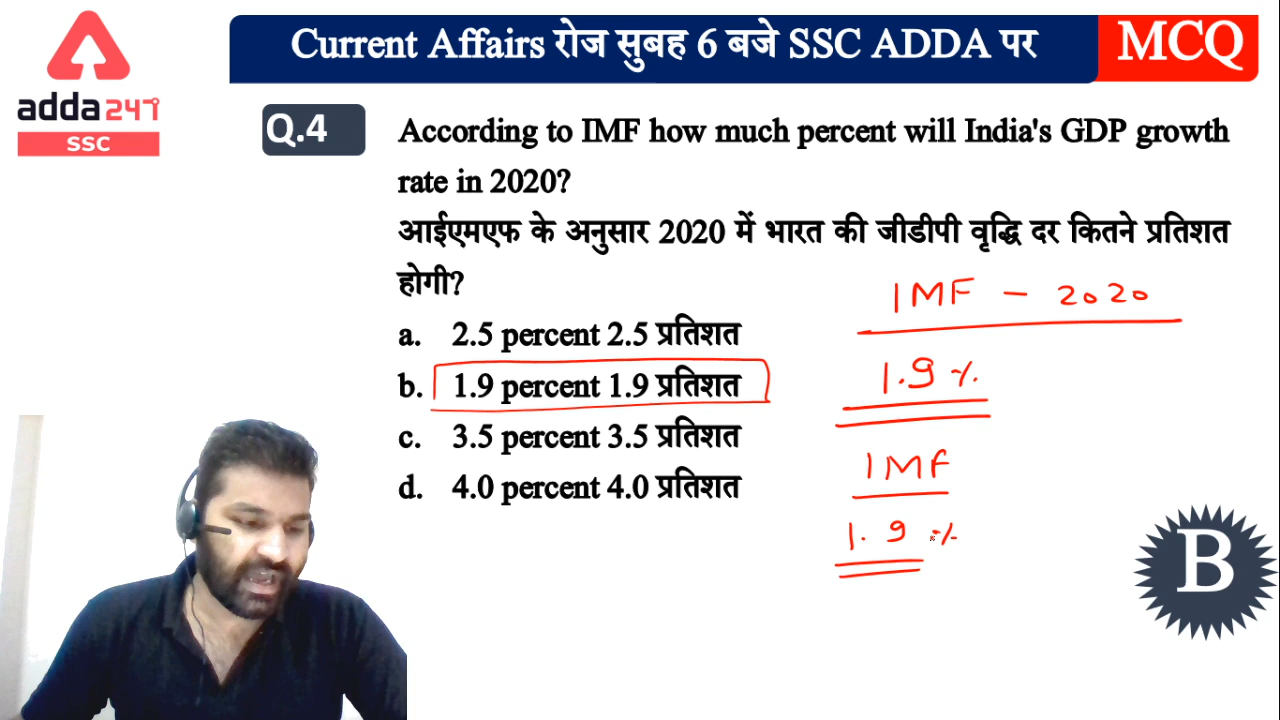 Current Affairs रोज सुबह 6 बजे SSC ADDA पर
MCQ
adda247
SSC
Q.4
According to IMF how much percent will India's GDP growth
rate in 2020?
आईएमएफ के अनुसार 2020 में भारत की जीडीपी वृद्धि दर कितने प्रतिशत
होगी?
a. 2.5 percent 2.5 प्रतिशत
b. 1.9 percent 1.9 प्रतिशत
c. 3.5 percent 3.5 प्रतिशत
d. 4.0 percent 4.0 प्रतिशत
IMF - 2020
1.9 %
IMF
1.9 %
B